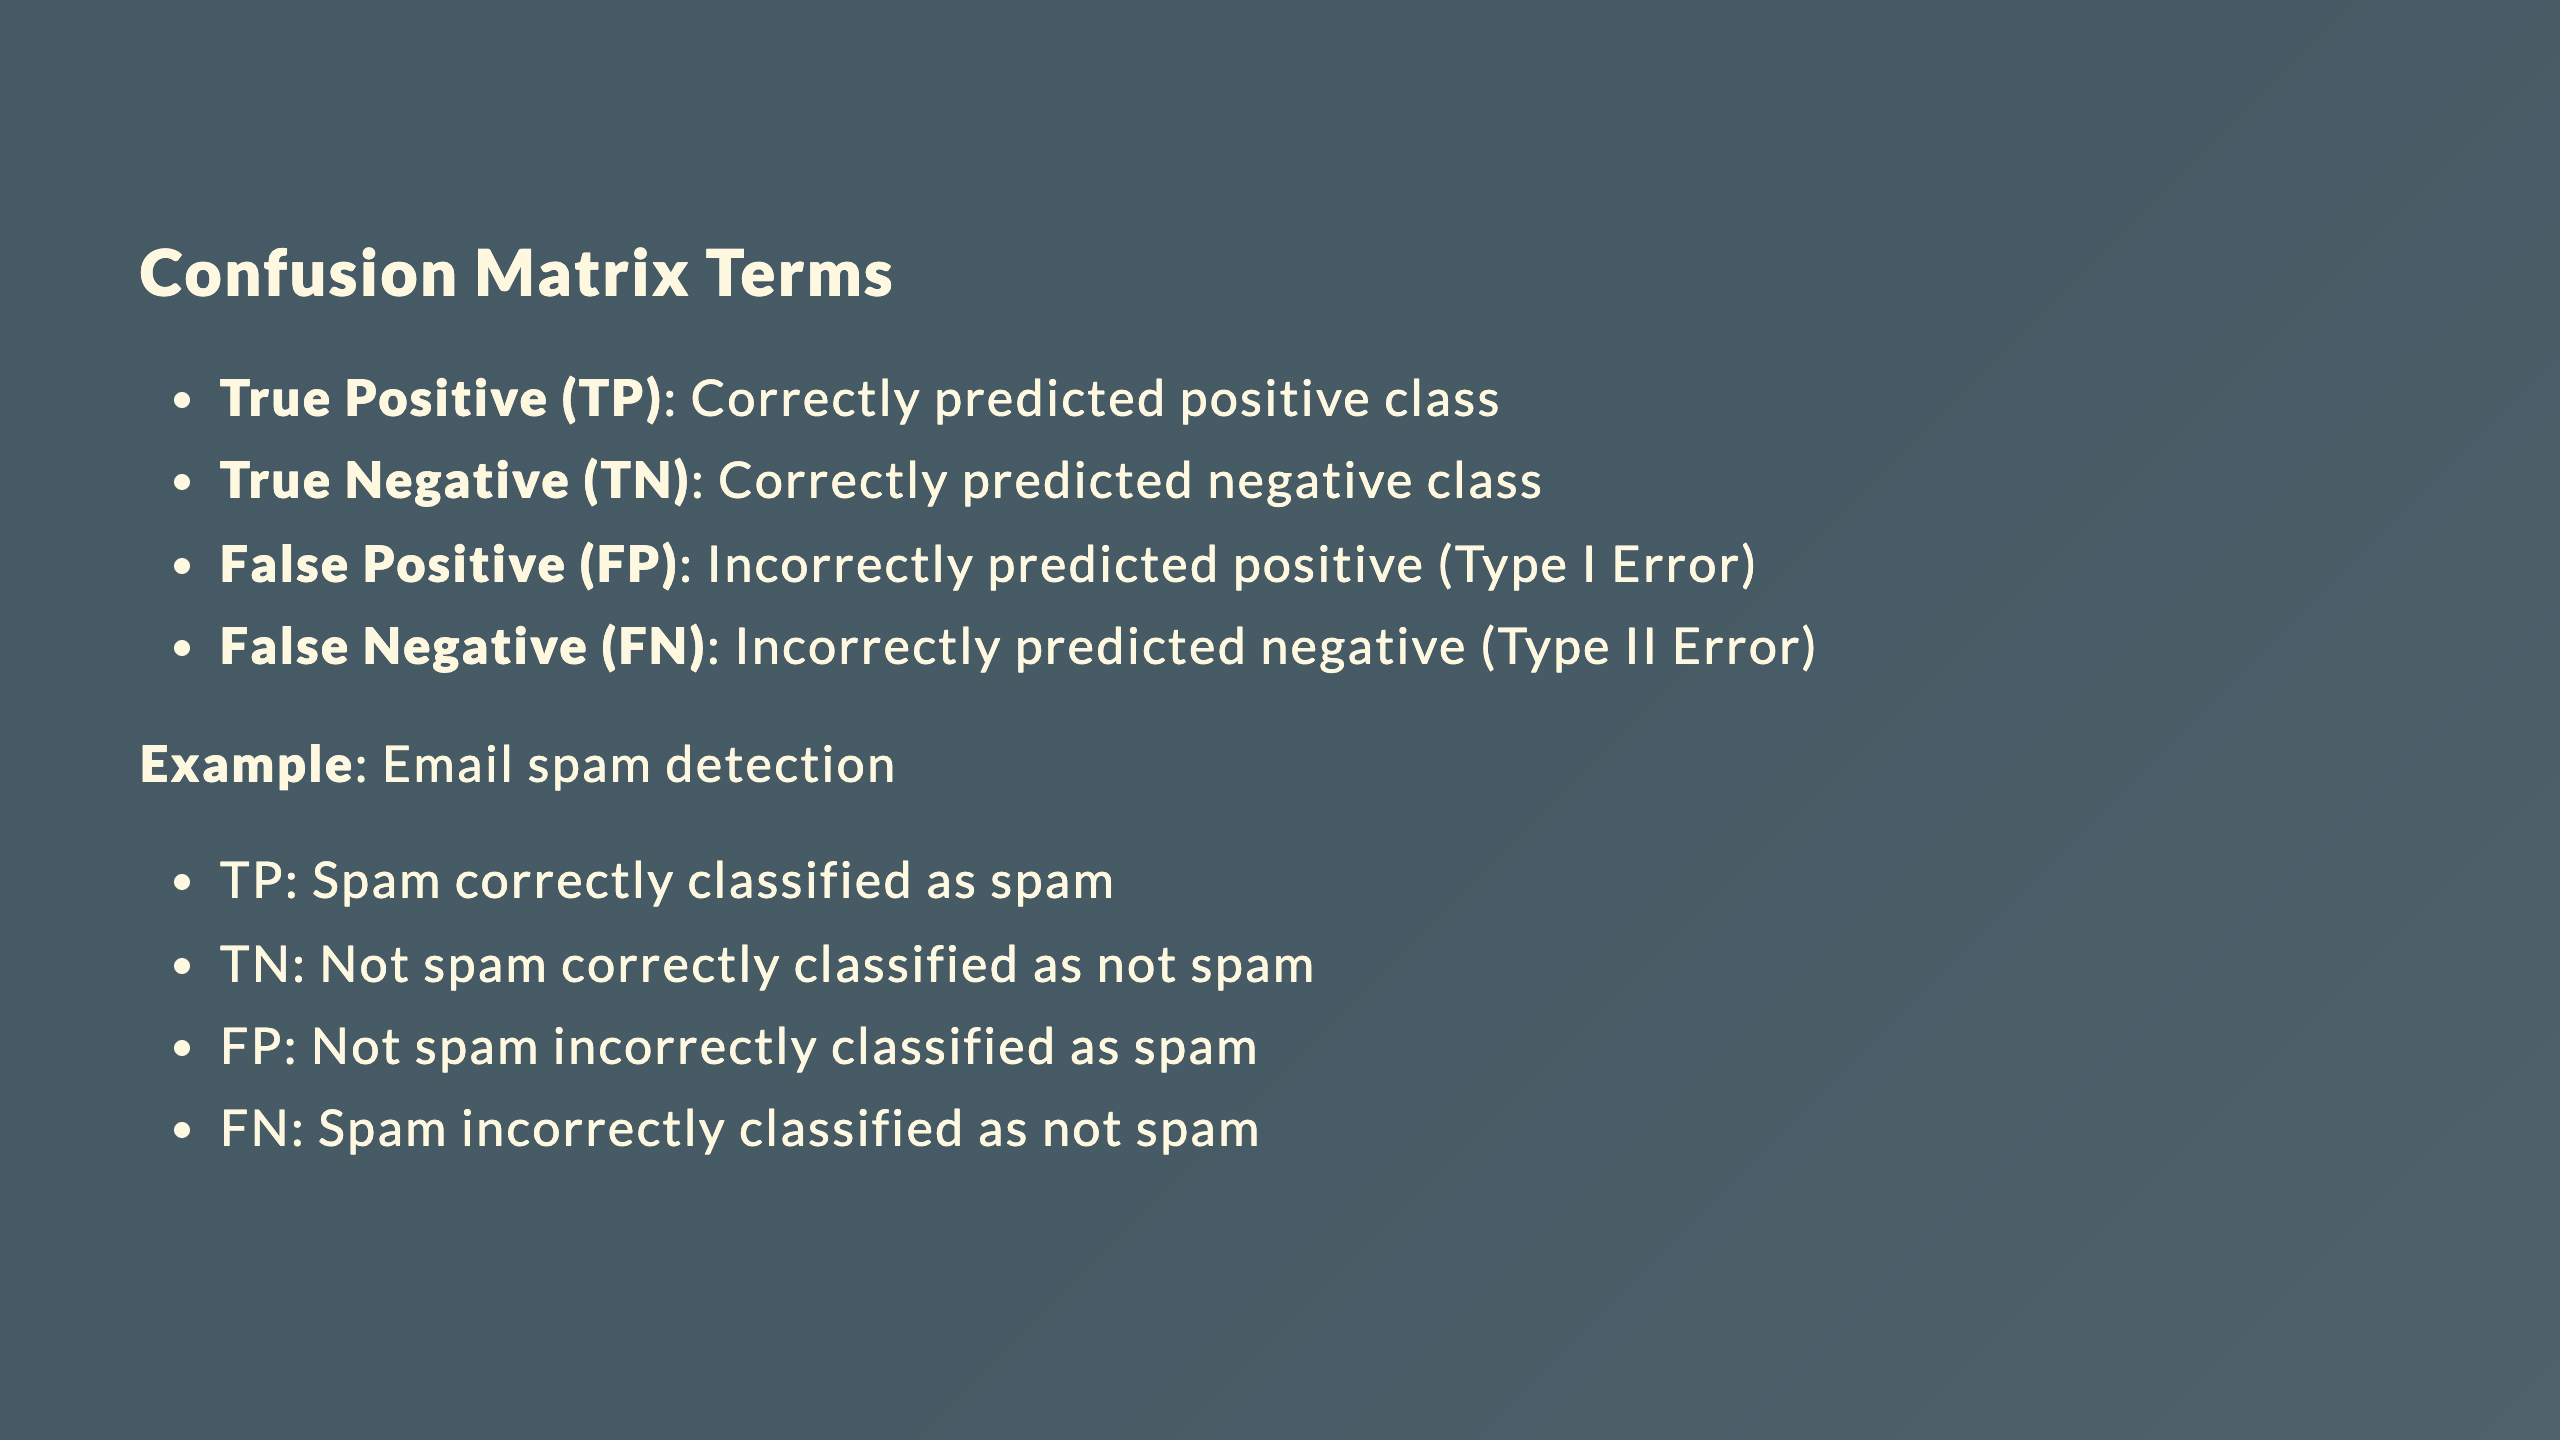 Confusion Matrix Terms
• True Positive (TP): Correctly predicted positive class
• True Negative (TN): Correctly predicted negative class
• False Positive (FP): Incorrectly predicted positive (Type I Error)
• False Negative (FN): Incorrectly predicted negative (Type II Error)
Example: Email spam detection
• TP: Spam correctly classified as spam
• TN: Not spam correctly classified as not spam
• FP: Not spam incorrectly classified as spam
• FN: Spam incorrectly classified as not spam